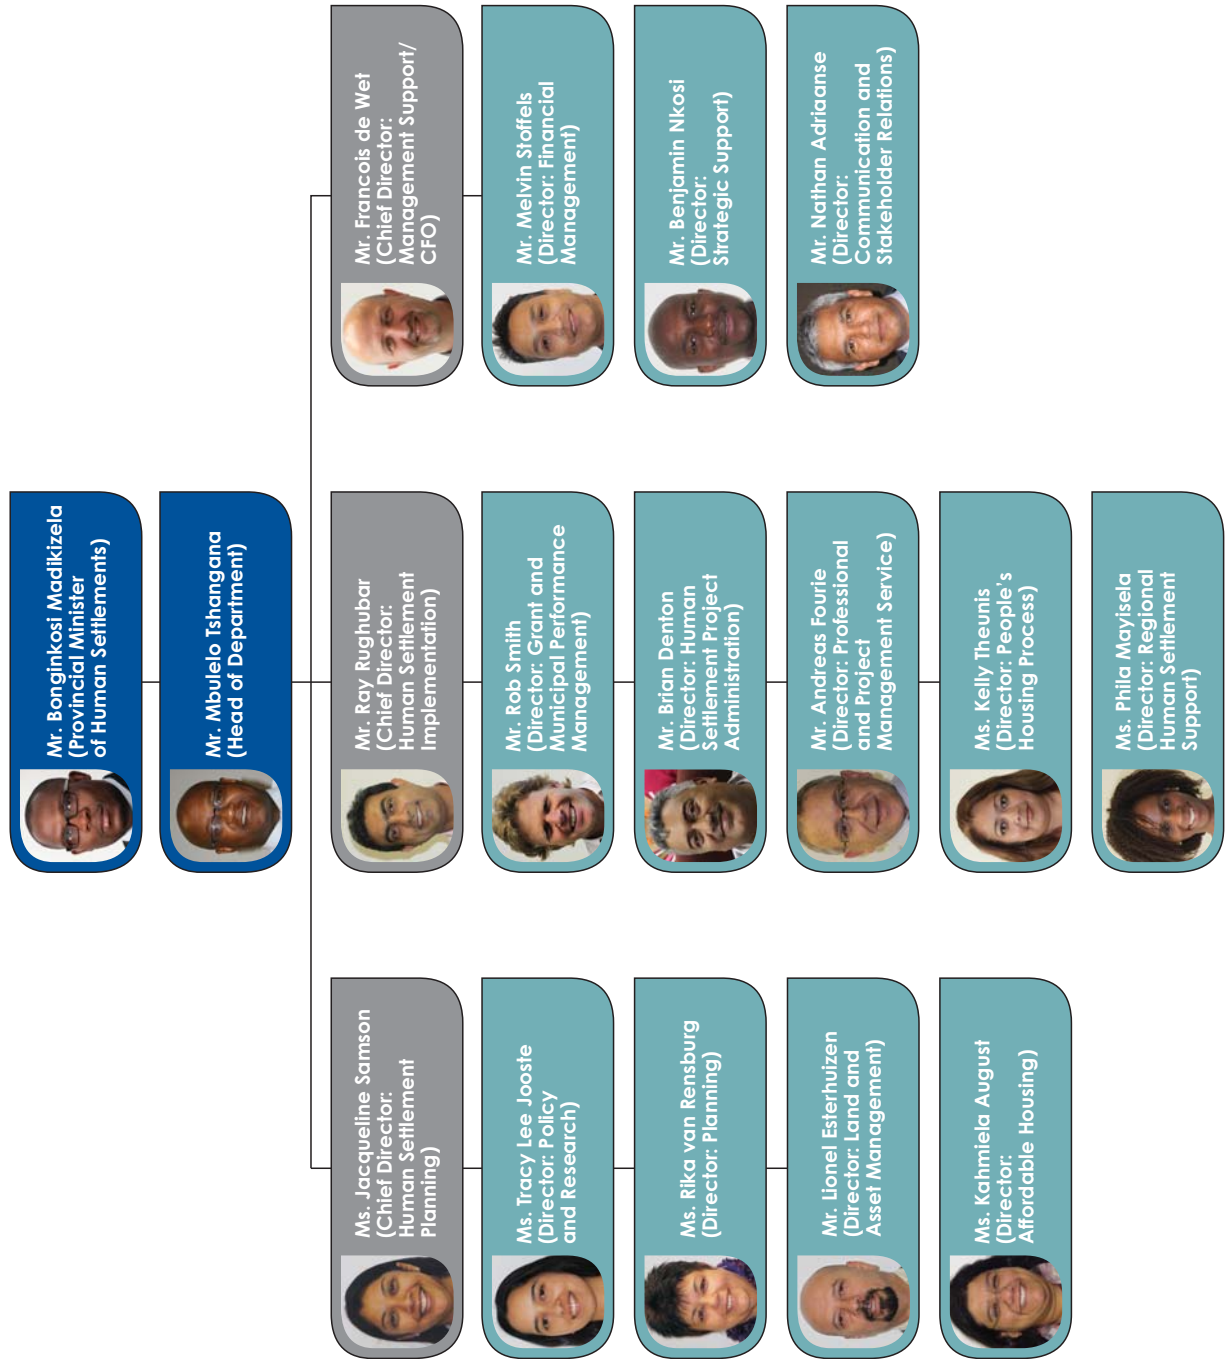 Mr. Bonginkosi Madikizela
(Provincial Minister
of Human Settlements)
Mr. Mbulelo Tshangana
(Head of Department)
Ms. Jacqueline Samson
(Chief Director:
Human Settlement
Planning)
Ms. Tracy Lee Jooste
(Director: Policy
and Research)
Ms. Rika van Rensburg
(Director: Planning)
Mr. Lionel Esterhuizen
(Director: Land and
Asset Management)
Ms. Kahmiela August
(Director:
Affordable Housing)
Mr. Ray Rughubar
(Chief Director:
Human Settlement
Implementation)
Mr. Rob Smith
(Director: Grant and
Municipal Performance
Management)
Mr. Brian Denton
(Director: Human
Settlement Project
Administration)
Mr. Andreas Fourie
(Director: Professional
and Project
Management Service)
Ms. Kelly Theunis
(Director: People’s
Housing Process)
Ms. Phila Mayisela
(Director: Regional
Human Settlement
Support)
Mr. Francois de Wet
(Chief Director:
Management Support/
CFO)
Mr. Melvin Stoffels
(Director: Financial
Management)
Mr. Benjamin Nkosi
(Director:
Strategic Support)
Mr. Nathan Adriaanse
(Director:
Communication and
Stakeholder Relations)